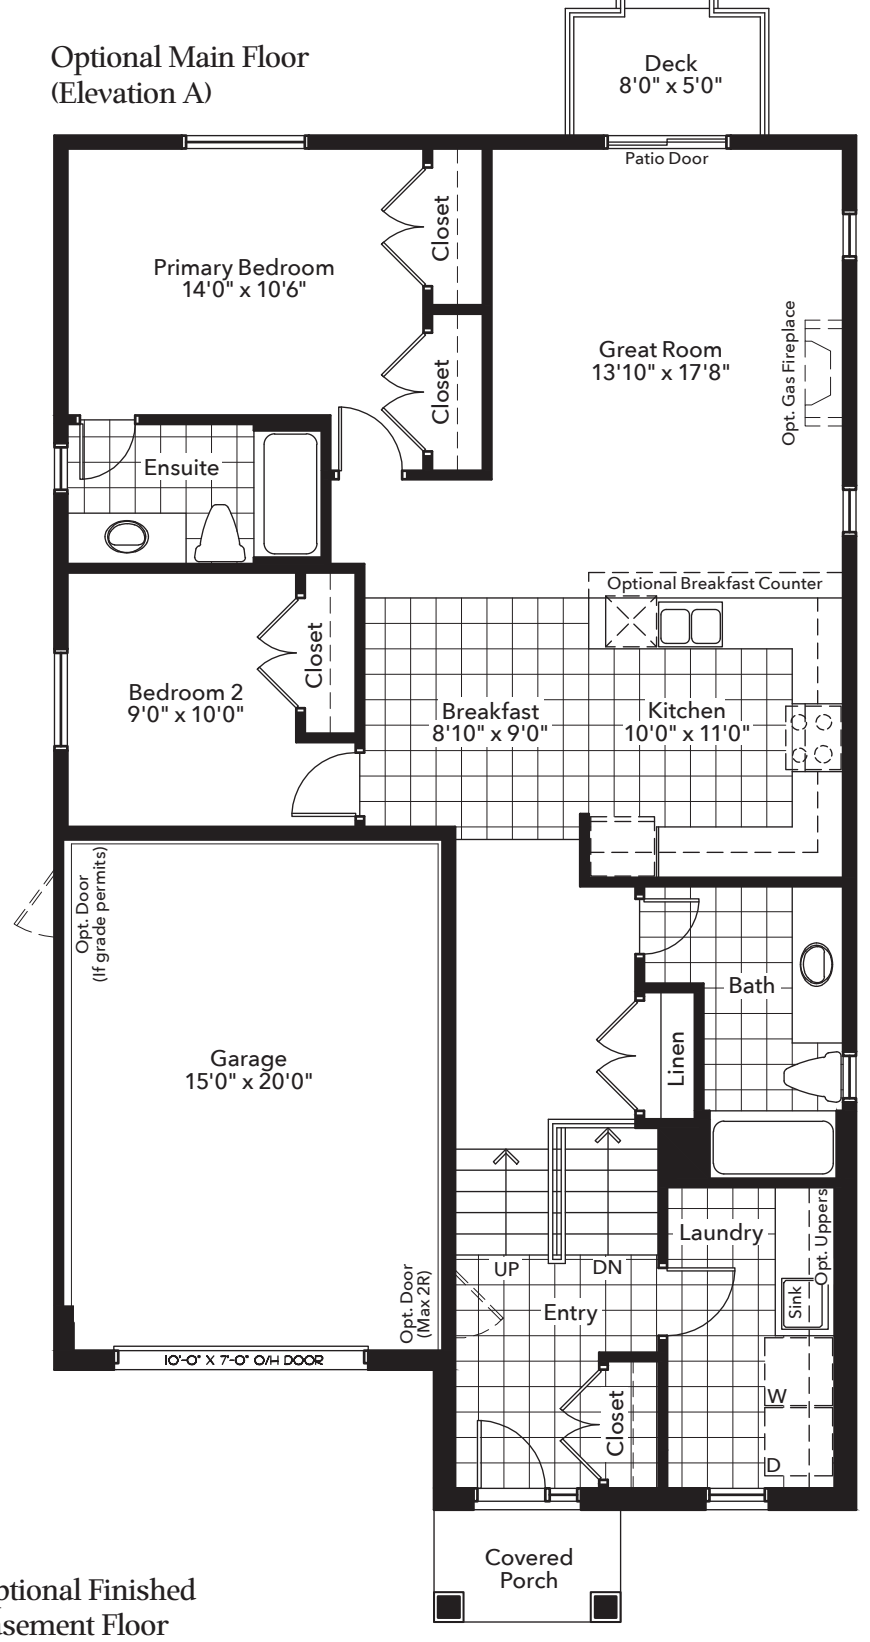 Optional Main Floor
(Elevation A)
Deck
8'0" x 5'0"
Patio Door
Closet
Primary Bedroom
14'0" x 10'6"
Great Room
13'10" x 17'8"
Opt. Gas Fireplace
Closet
Ensuite
Optional Breakfast Counter
Closet
Bedroom 2
9'0" x 10'0"
Breakfast
8'10" x 9'0"
Kitchen
10'0" x 11'0"
Opt. Door
(If grade permits)
Bath
Garage
15'0" x 20'0"
Linen
Laundry
Opt. Uppers
UP
DN
Sink
Entry
Opt. Door
(Max 2R)
10'-0" X 7'-0" O/H DOOR
W
Closet
D
Covered
Porch
ptional Finished
asement Floor